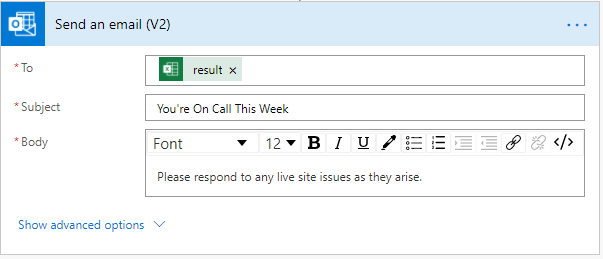 Send an email (V2)
...
* To
result ×
* Subject
You're On Call This Week
* Body
Font 12 B I U </>
Please respond to any live site issues as they arise.
Show advanced options